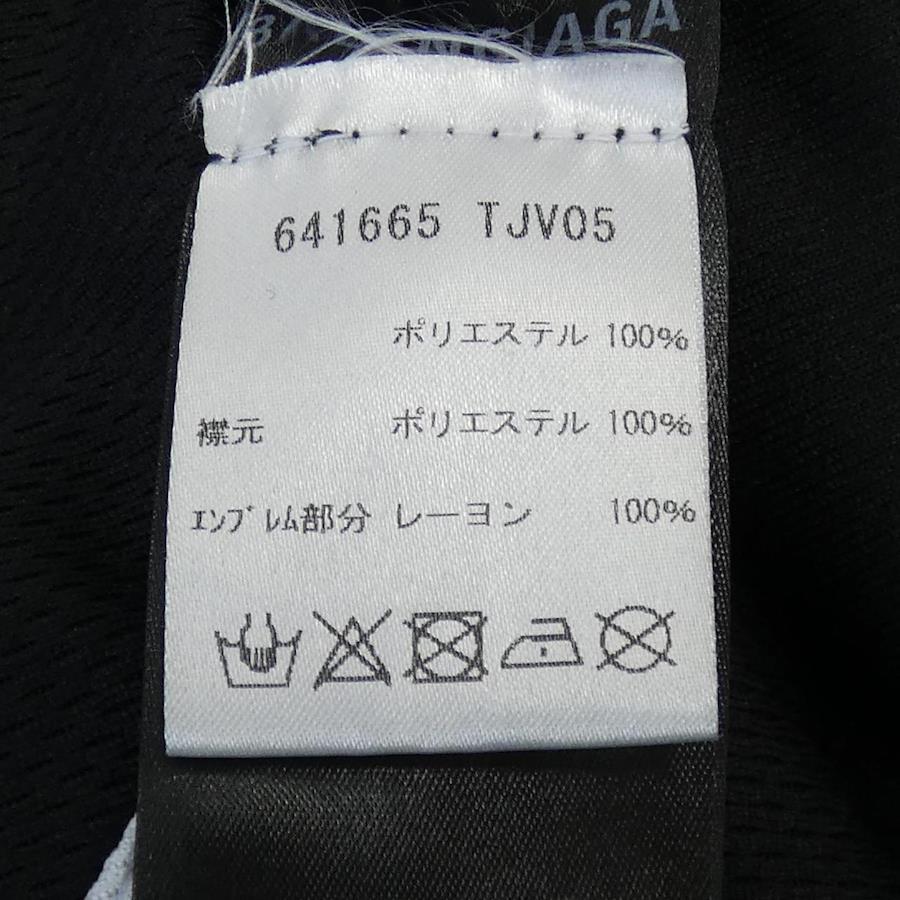 BALENCIAGA
641665 TJV05
ポリエステル 100%
襟元 ポリエステル 100%
ｴﾝﾌﾞﾚﾑ部分 レーヨン 100%